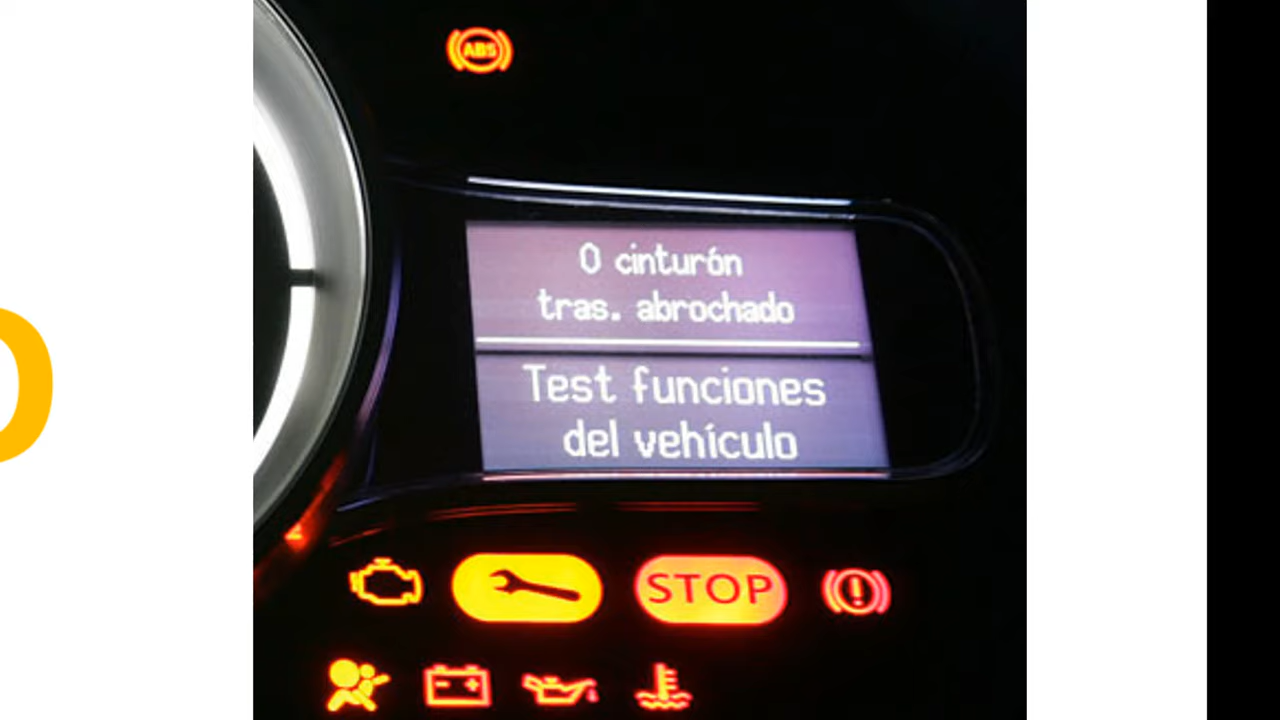 ABS
0 cinturón
tras. abrochado
Test funciones
del vehículo
STOP